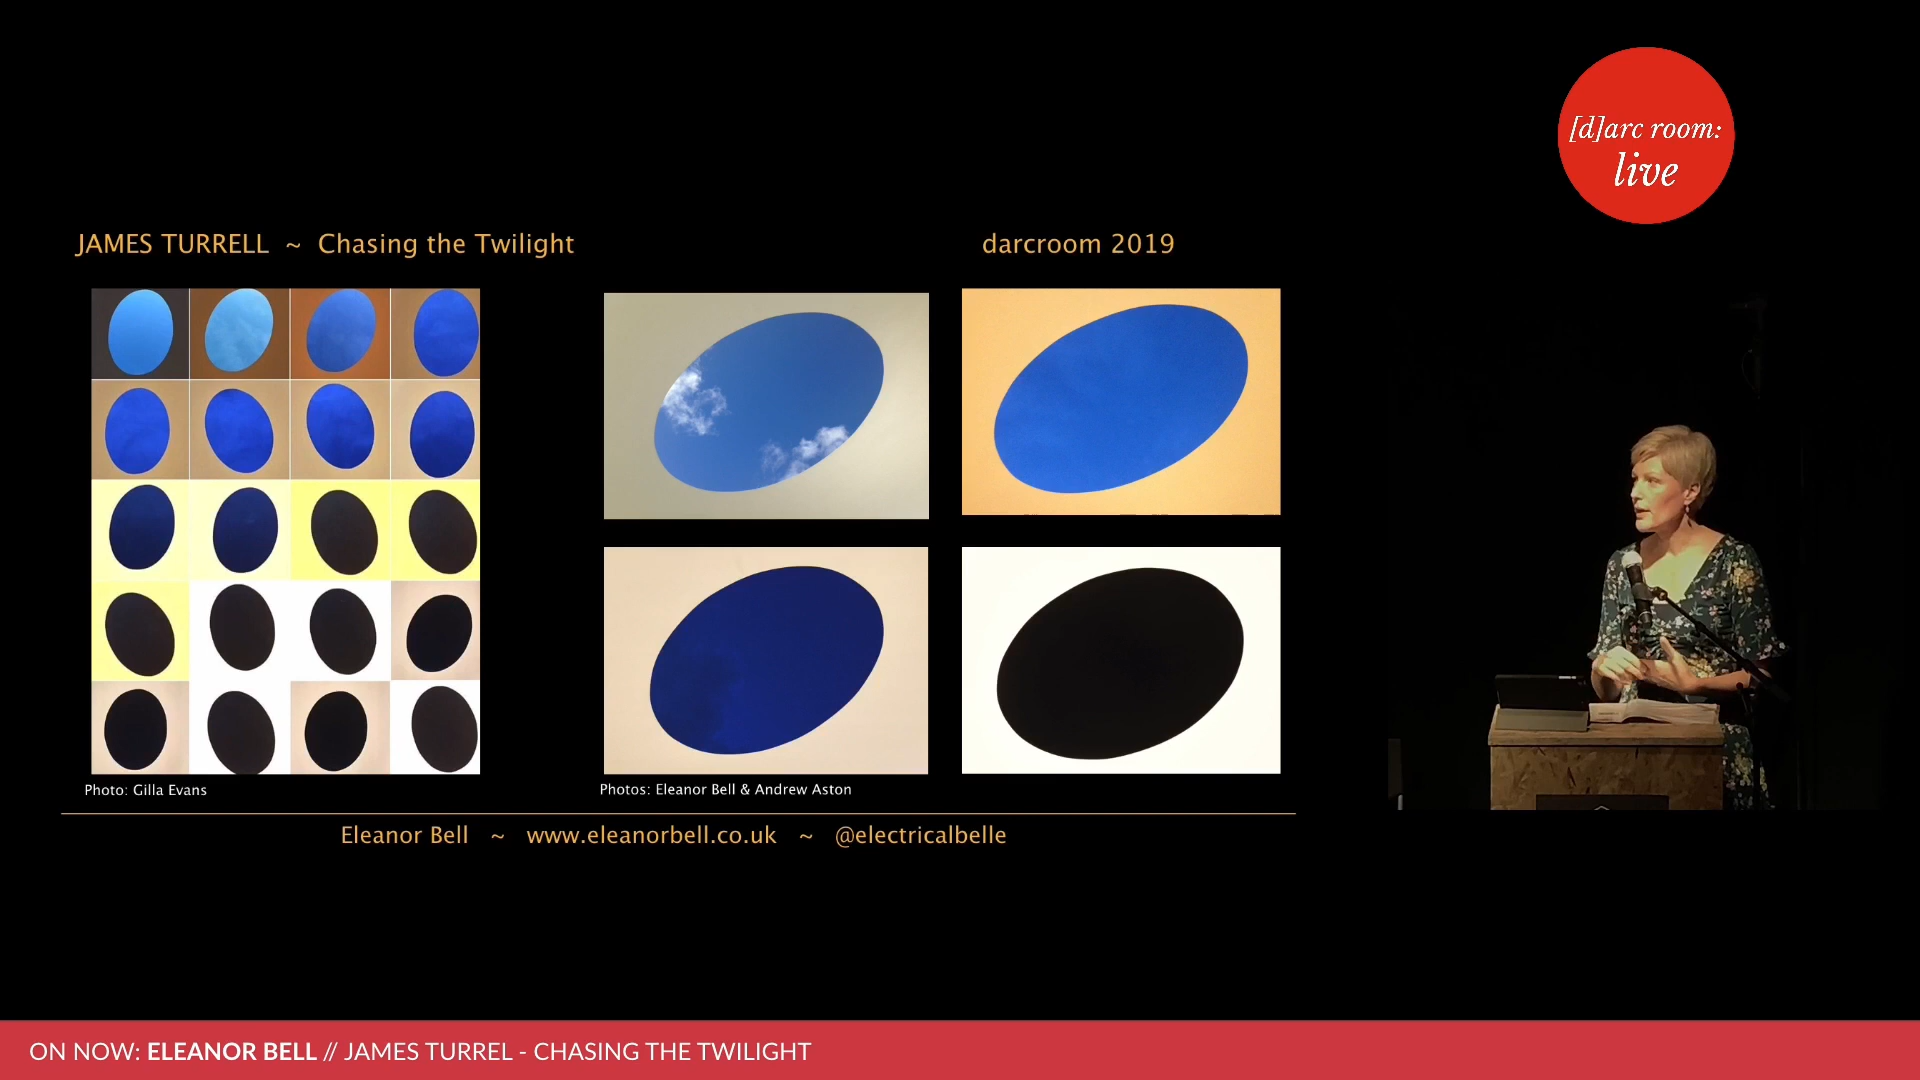 [d]arc room:
live
JAMES TURRELL ~ Chasing the Twilight
darcroom 2019
Photo: Gilla Evans
Photos: Eleanor Bell & Andrew Aston
Eleanor Bell ~ www.eleanorbell.co.uk ~ @electricalbelle
ON NOW: ELEANOR BELL // JAMES TURREL - CHASING THE TWILIGHT